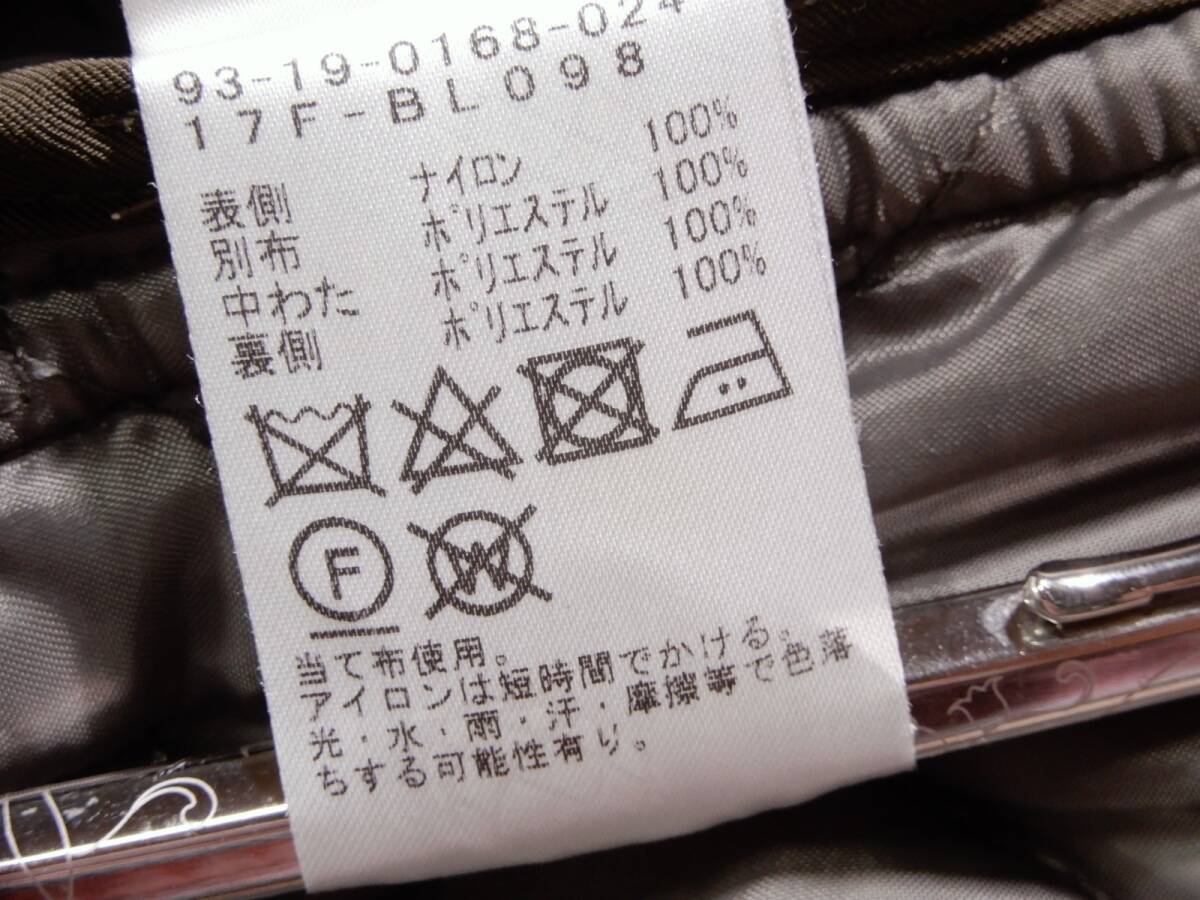 93-19-0168-024
17F-BL098
表側 ナイロン 100%
別布 ポリエステル 100%
中わた ポリエステル 100%
裏側 ポリエステル 100%
F W
当て布使用。
アイロンは短時間でかける。
光・水・雨・汗・摩擦等で色落
ちする可能性有り。